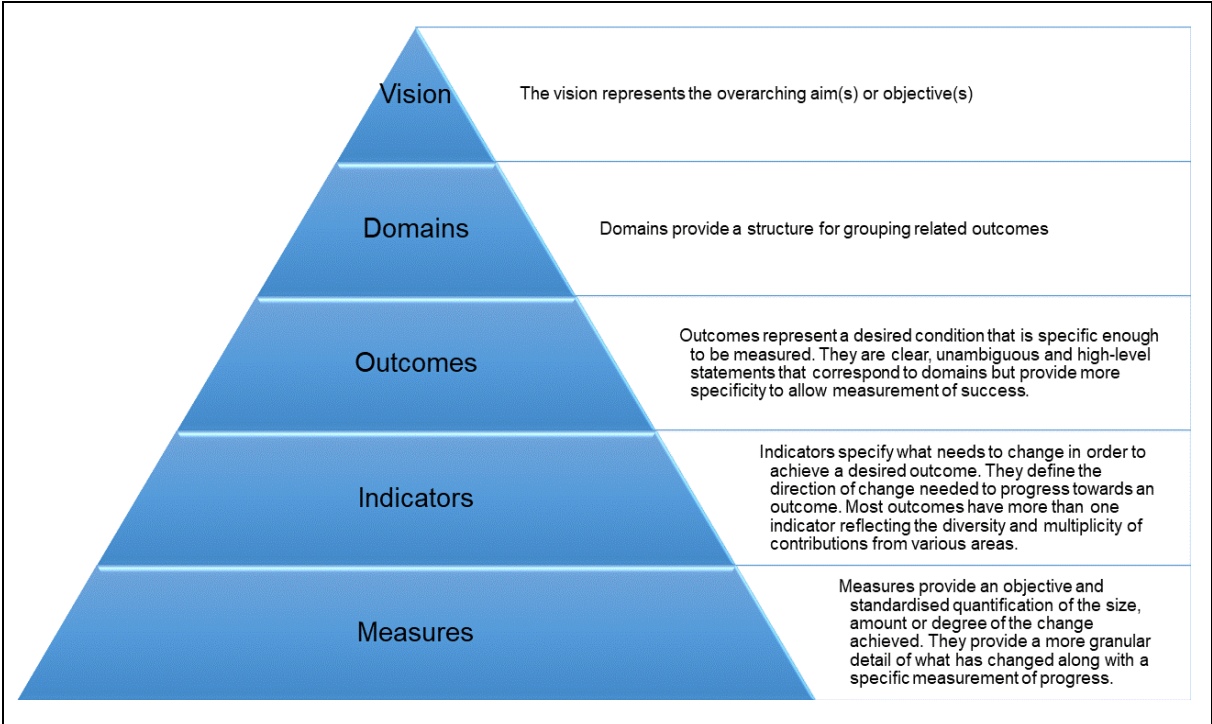 Vision
The vision represents the overarching aim(s) or objective(s)
Domains
Domains provide a structure for grouping related outcomes
Outcomes
Outcomes represent a desired condition that is specific enough
to be measured. They are clear, unambiguous and high-level
statements that correspond to domains but provide more
specificity to allow measurement of success.
Indicators
Indicators specify what needs to change in order to
achieve a desired outcome. They define the
direction of change needed to progress towards an
outcome. Most outcomes have more than one
indicator reflecting the diversity and multiplicity of
contributions from various areas.
Measures
Measures provide an objective and
standardised quantification of the size,
amount or degree of the change
achieved. They provide a more granular
detail of what has changed along with a
specific measurement of progress.